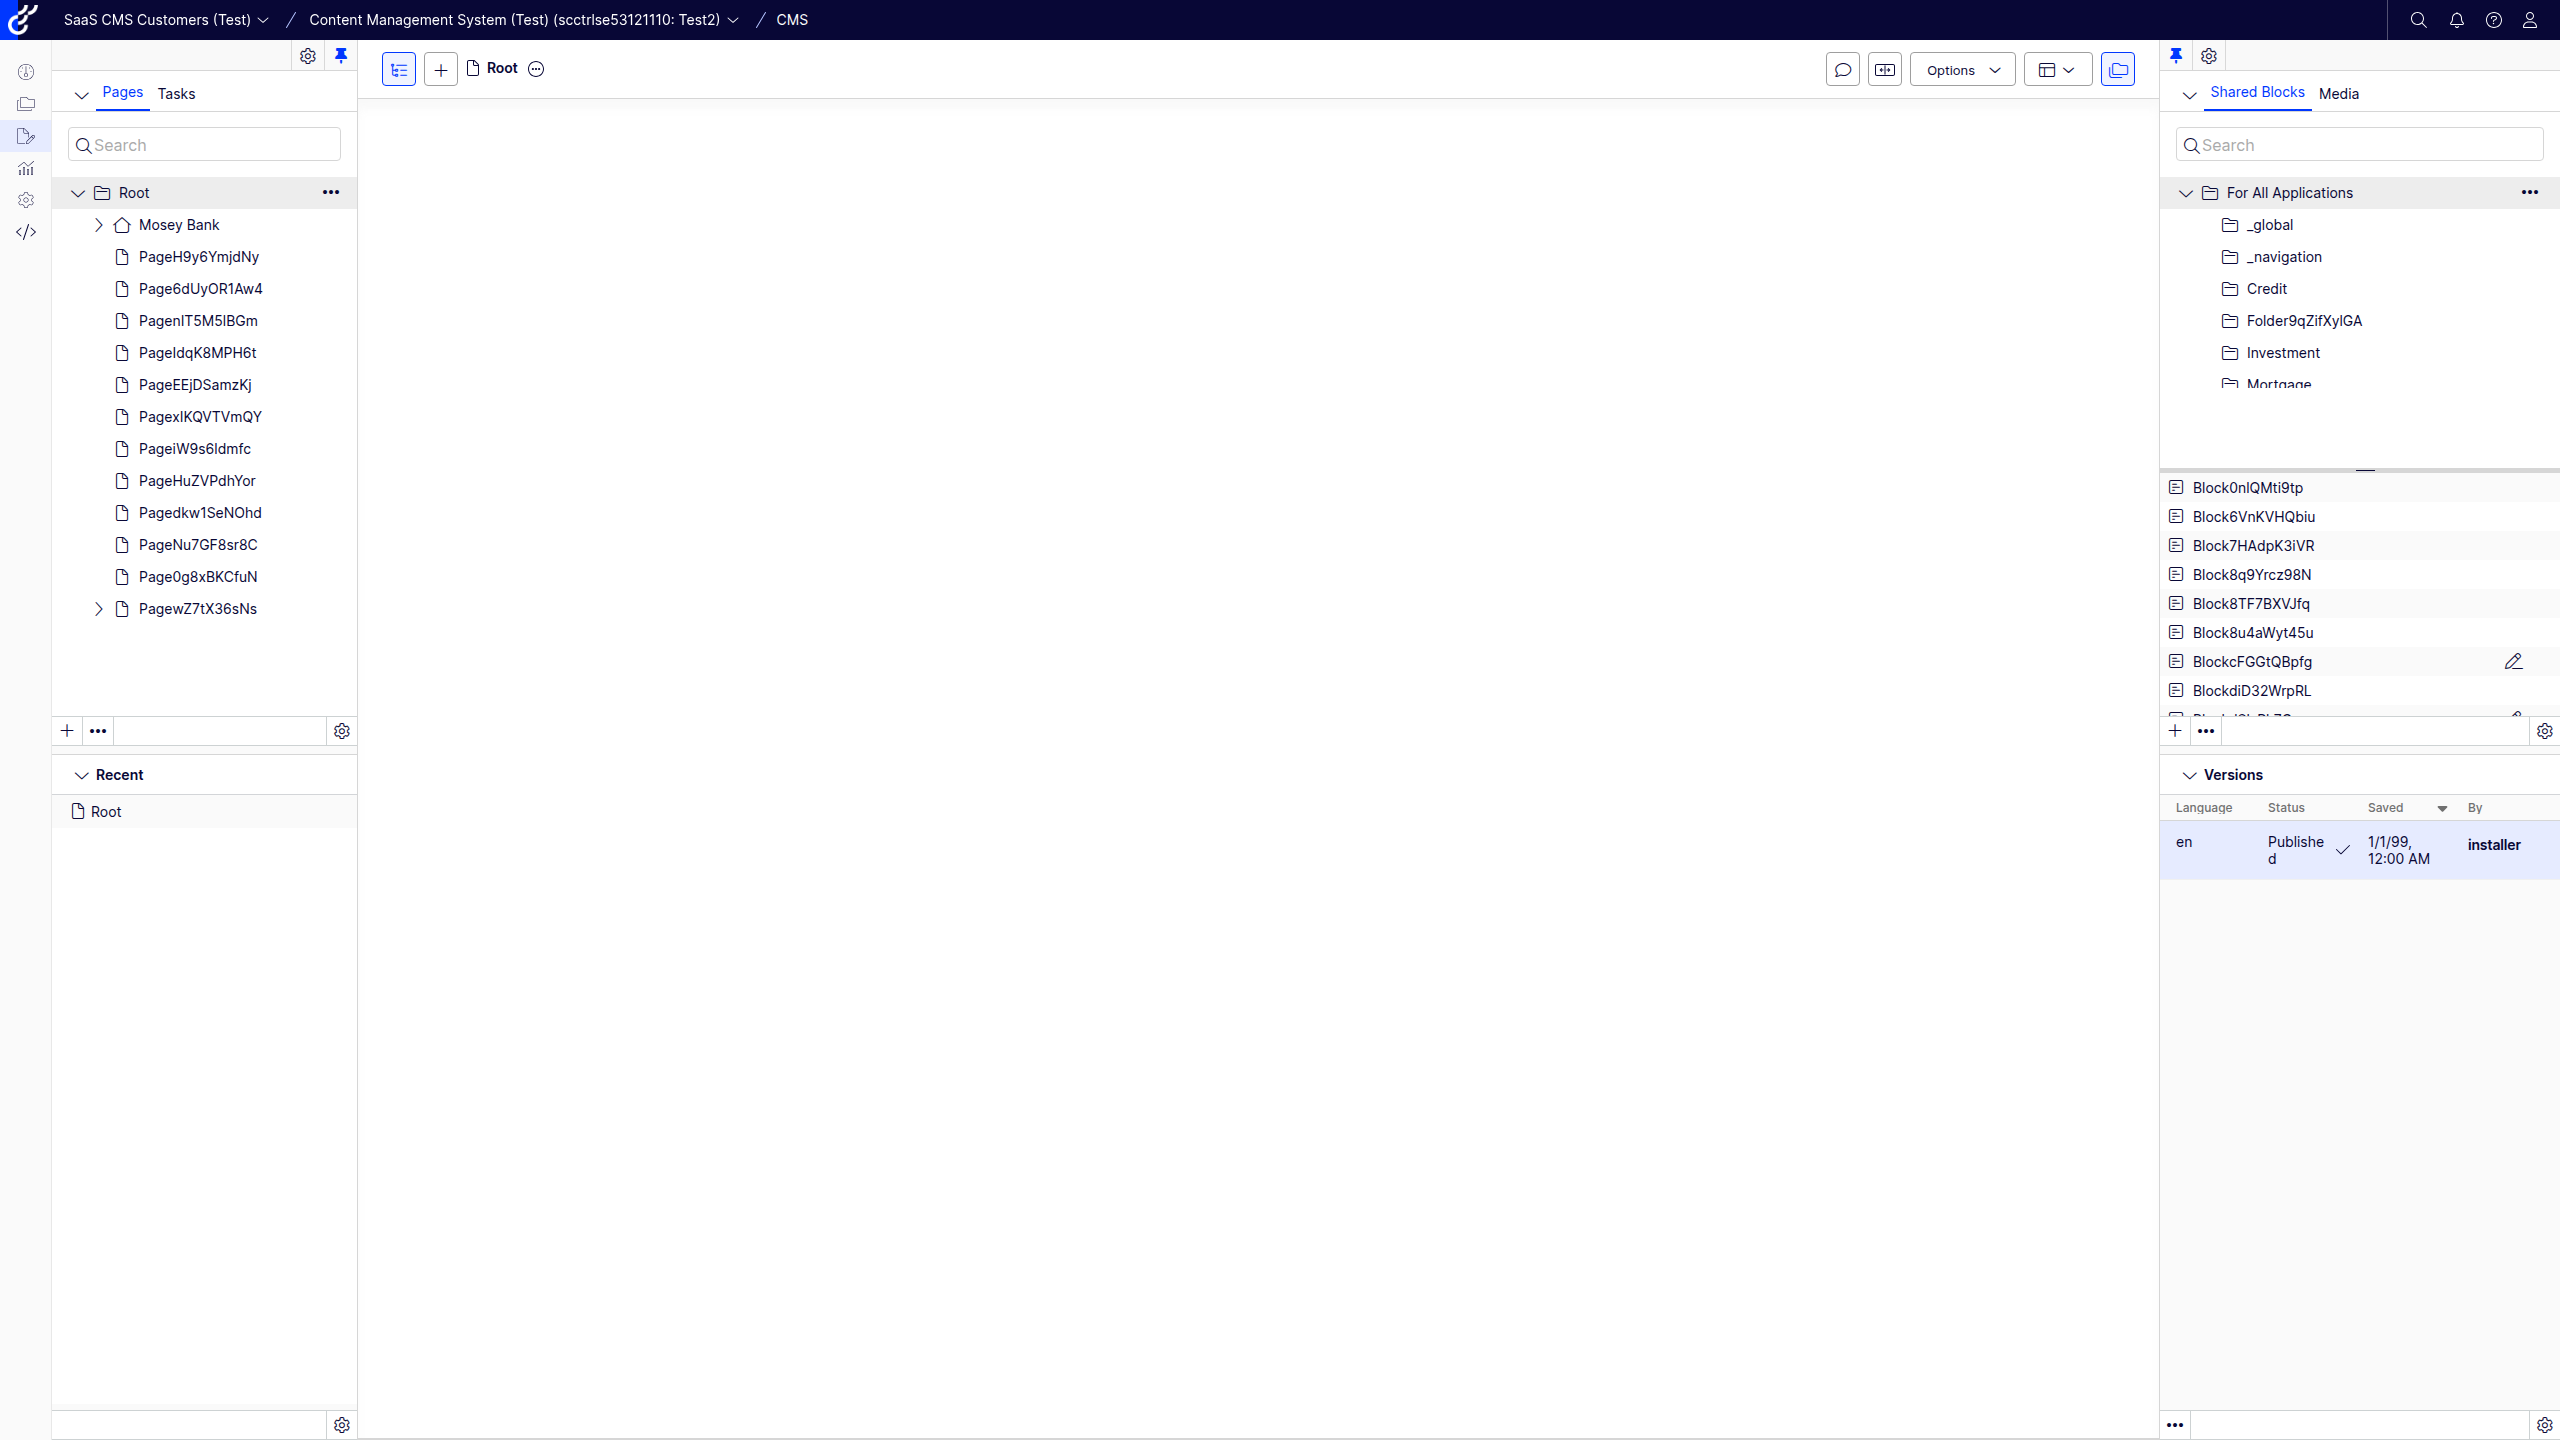 SaaS CMS Customers (Test) / Content Management System (Test) (scctrlse53121110: Test2) / CMS
Pages Tasks
Search
Root
Mosey Bank
PageH9y6YmjdNy
Page6dUyOR1Aw4
PagenIT5M5lBGm
PageldqK8MPH6t
PageEEjDSamzKj
PagexlKQVTVmQY
PageiW9s6ldmfc
PageHuZVPdhYor
Pagedkw1SeNOhd
PageNu7GF8sr8C
Page0g8xBKCfuN
PagewZ7tX36sNs
Recent
Root
Root
Options
Shared Blocks Media
Search
For All Applications
_global
_navigation
Credit
Folder9qZifXylGA
Investment
Mortgage
Block0nlQMti9tp
Block6VnKVHQbiu
Block7HAdpK3iVR
Block8q9Yrcz98N
Block8TF7BXVJfq
Block8u4aWyt45u
BlockcFGGtQBpfg
BlockdiD32WrpRL
Versions
Language Status Saved By
en Publishe 1/1/99, installer
d 12:00 AM